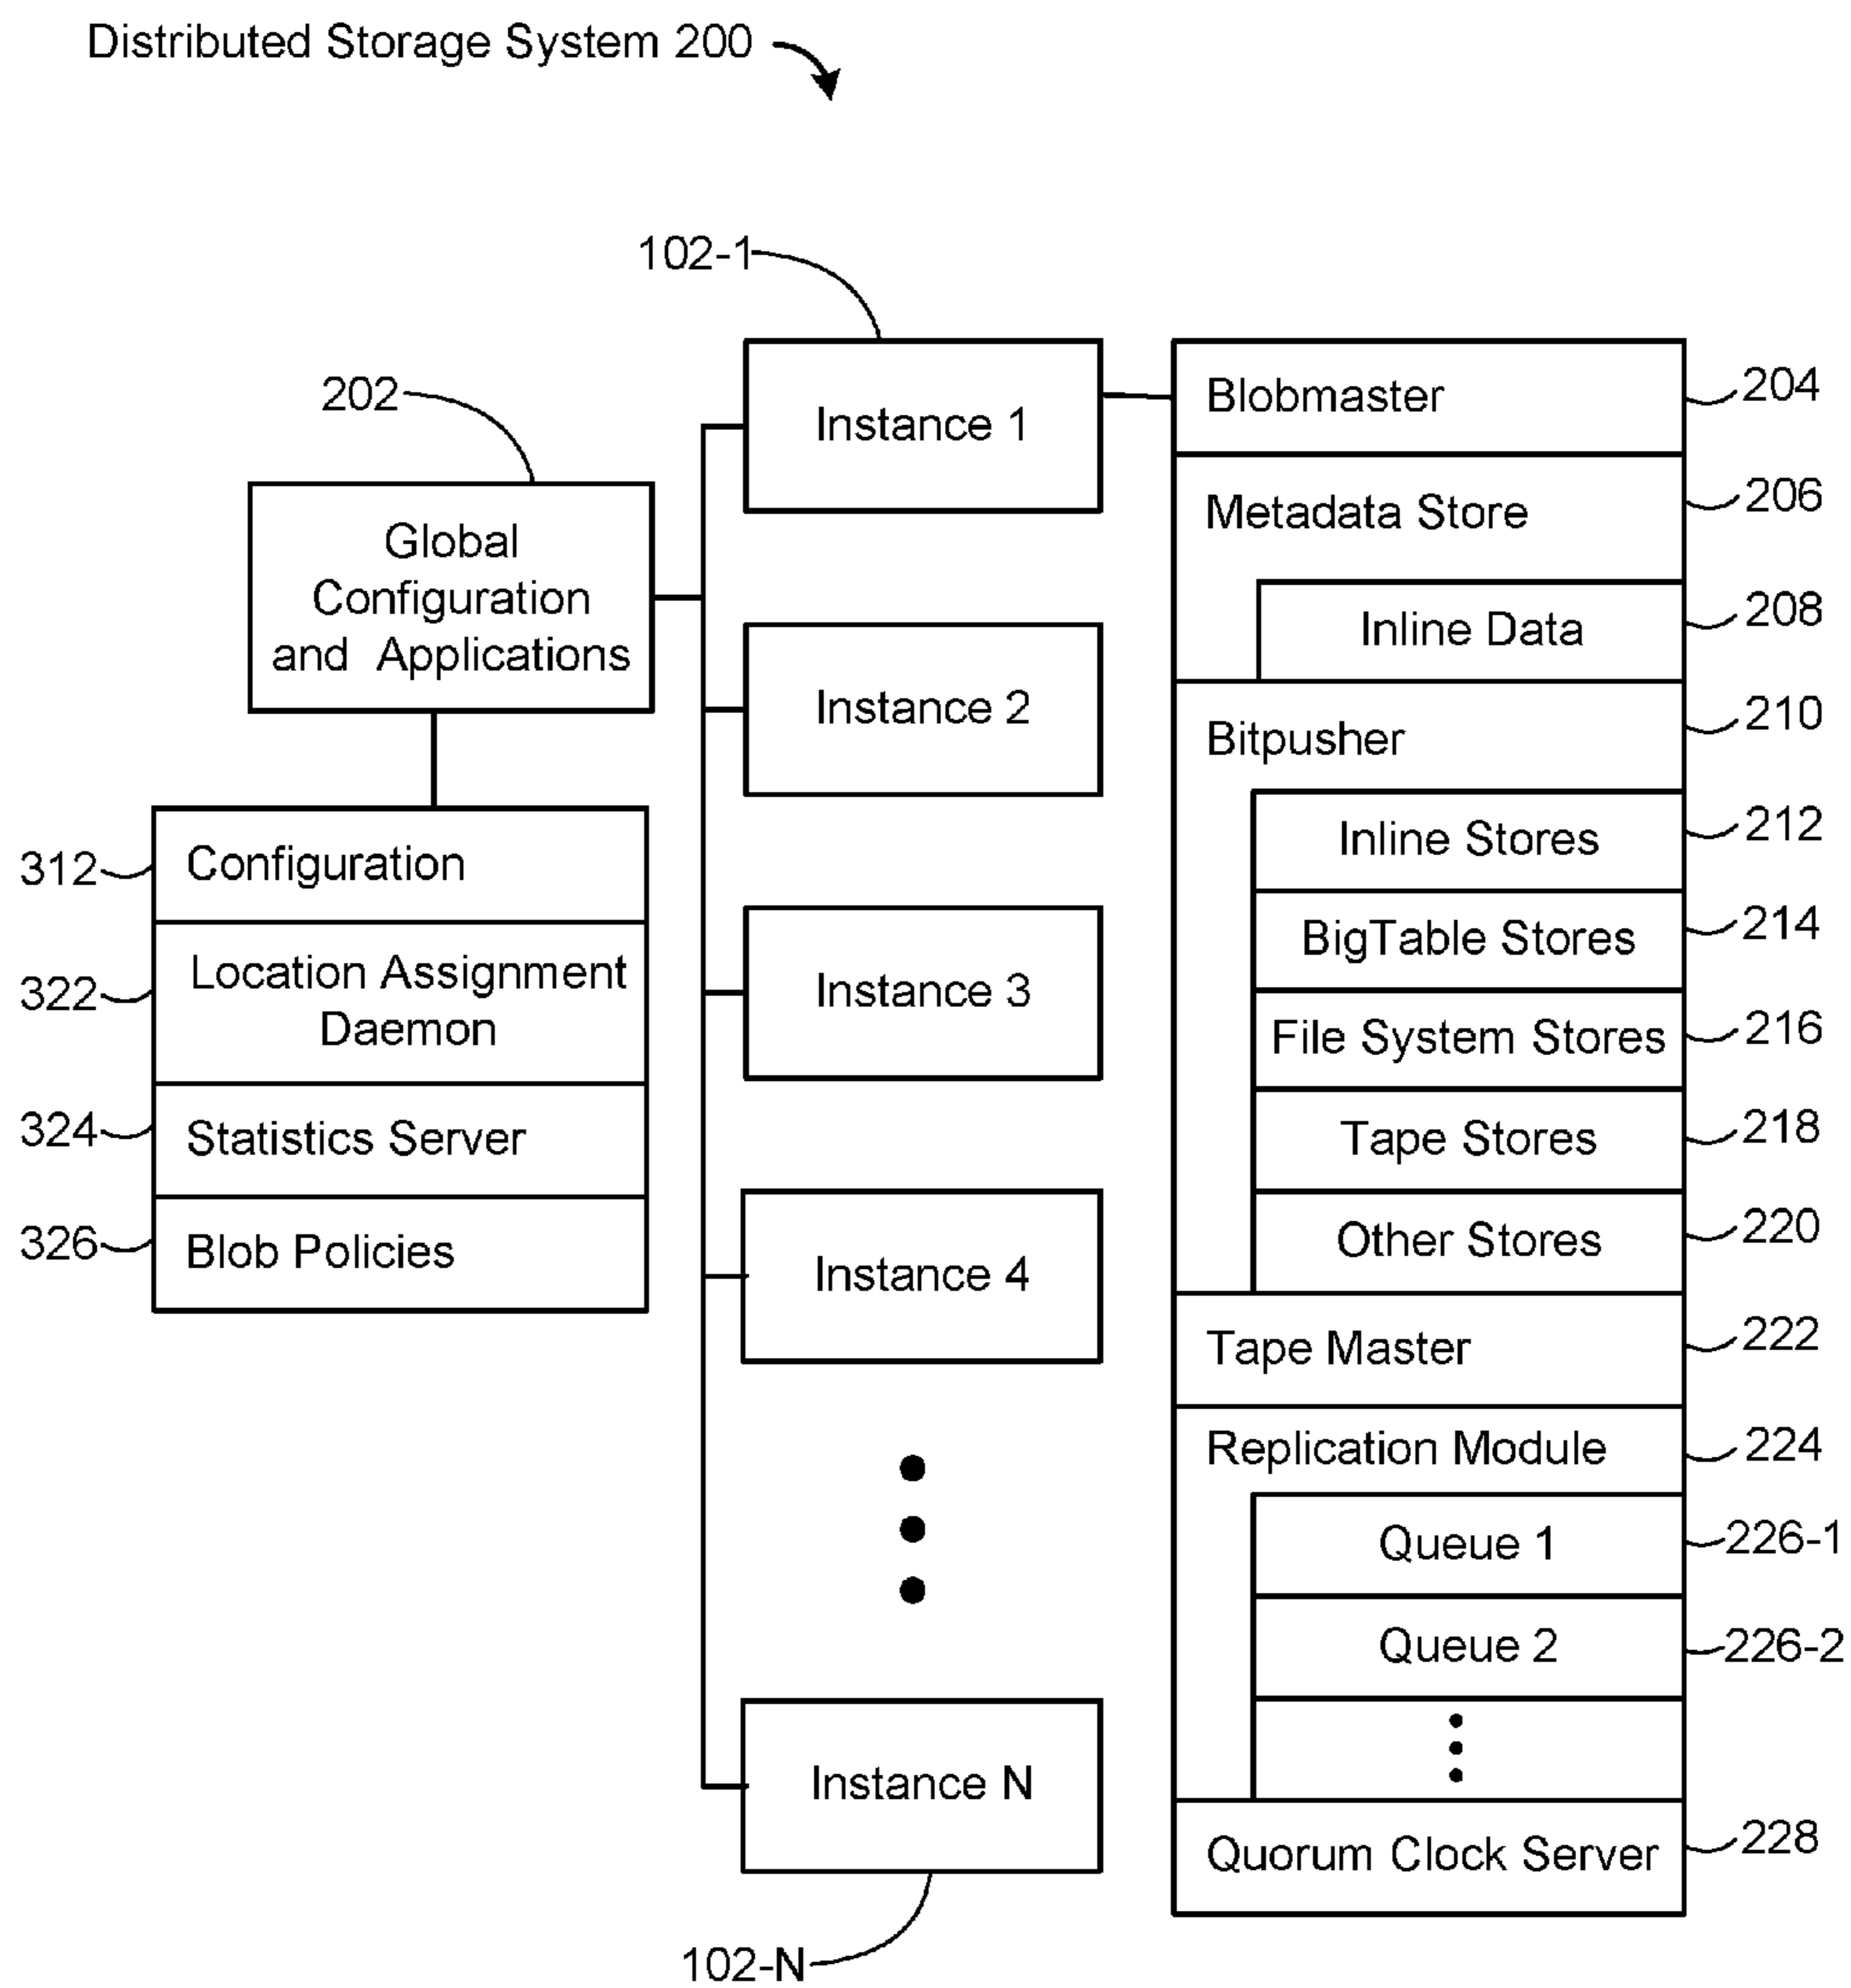 Distributed Storage System 200
102-1
202
Global
Configuration
and Applications
312
Configuration
322
Location Assignment
Daemon
324
Statistics Server
326
Blob Policies
Instance 1
Instance 2
Instance 3
Instance 4
Instance N
102-N
Blobmaster
204
Metadata Store
206
Inline Data
208
Bitpusher
210
Inline Stores
212
BigTable Stores
214
File System Stores
216
Tape Stores
218
Other Stores
220
Tape Master
222
Replication Module
224
Queue 1
226-1
Queue 2
226-2
Quorum Clock Server
228